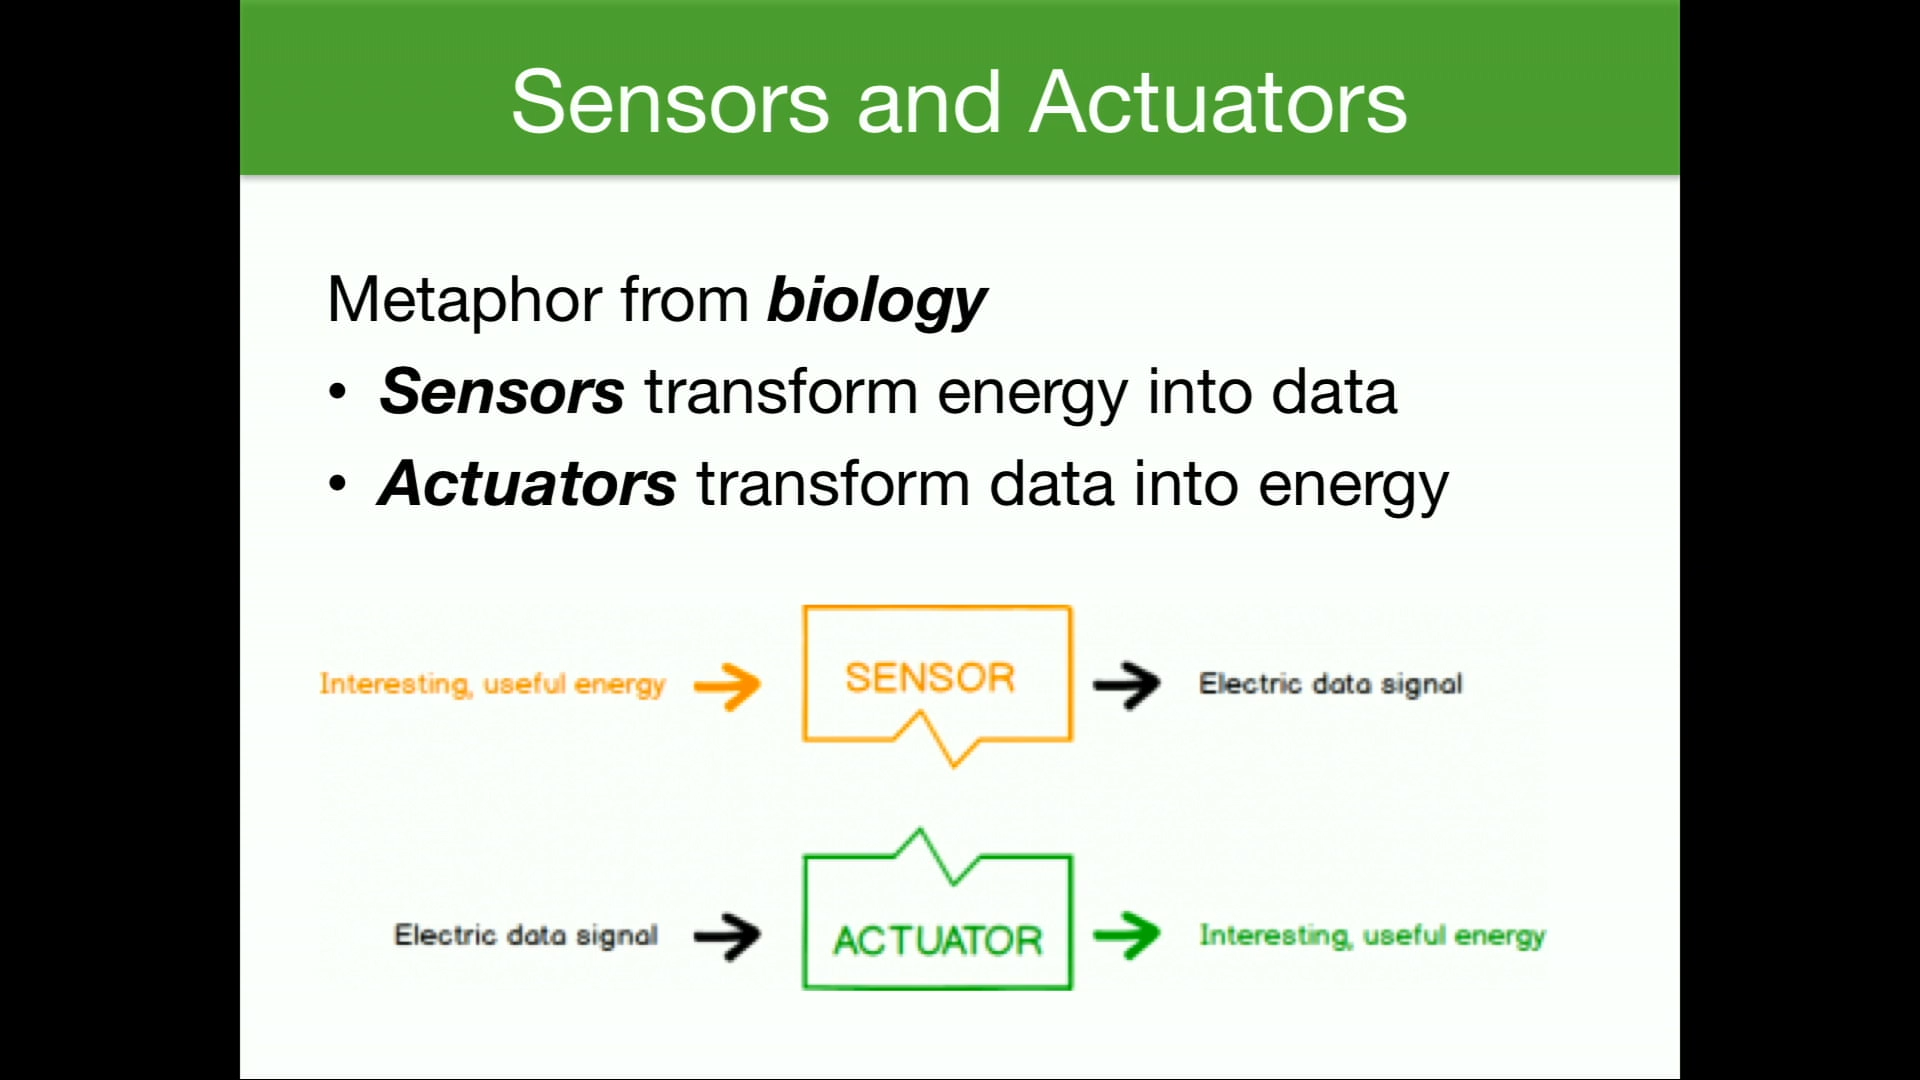 Sensors and Actuators
Metaphor from biology
• Sensors transform energy into data
• Actuators transform data into energy
Interesting, useful energy
SENSOR
Electric data signal
Electric data signal
ACTUATOR
Interesting, useful energy